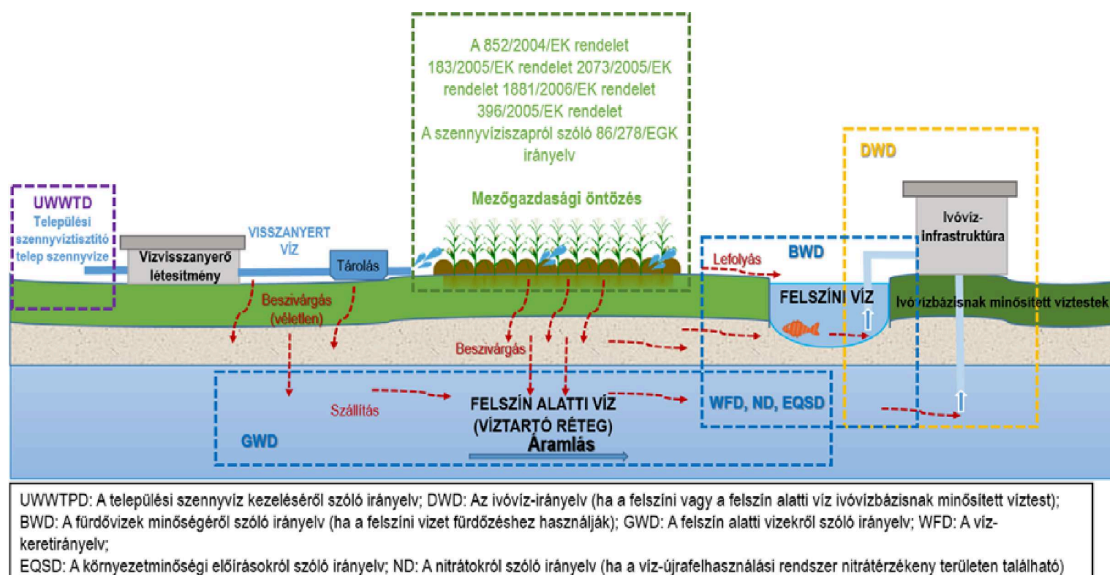 A 852/2004/EK rendelet
183/2005/EK rendelet 2073/2005/EK
rendelet 1881/2006/EK rendelet
396/2005/EK rendelet
A szennyvíziszapról szóló 86/278/EGK
irányelv
Mezőgazdasági öntözés
DWD
UWWTD
Települési
szennyvíztisztító
telep szennyvize
Vízvisszanyerő
létesítmény
VISSZANYERT
VÍZ
Tárolás
Lefolyás
BWD
Ivóvíz-
infrastruktúra
FELSZÍNI VÍZ
Ivóvízbázisnak minősített víztestek
Beszivárgás
(véletlen)
Beszivárgás
Szállítás
GWD
FELSZÍN ALATTI VÍZ
(VÍZTARTÓ RÉTEG)
Áramlás
WFD, ND, EQSD
UWWTPD: A települési szennyvíz kezeléséről szóló irányelv; DWD: Az ivóvíz-irányelv (ha a felszíni vagy a felszín alatti víz ivóvízbázisnak minősített víztest);
BWD: A fürdővizek minőségéről szóló irányelv (ha a felszíni vizet fürdőzéshez használják); GWD: A felszín alatti vizekről szóló irányelv; WFD: A víz-
keretirányelv;
EQSD: A környezetminőségi előírásokról szóló irányelv; ND: A nitrátokról szóló irányelv (ha a víz-újrafelhasználási rendszer nitrátérzékeny területen található)